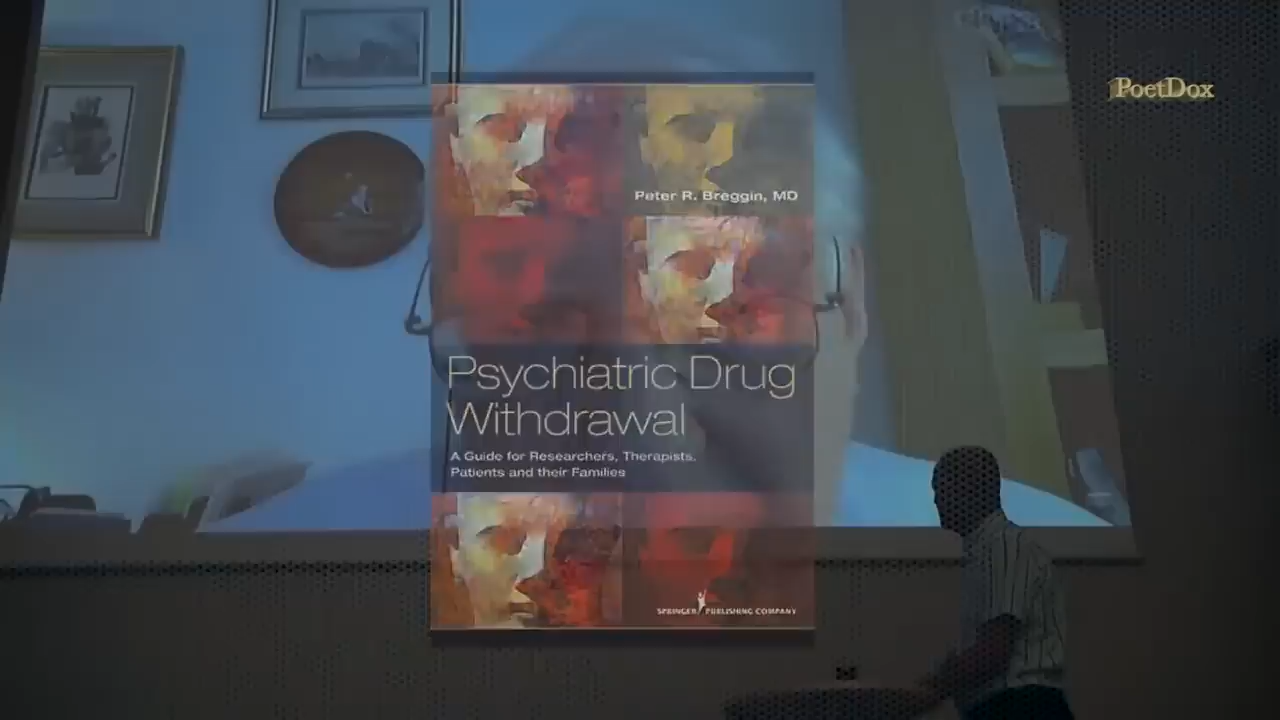 PoetDox
Peter R. Breggin, MD
Psychiatric Drug
Withdrawal
A Guide for Researchers, Therapists,
Patients and their Families
SPRINGER PUBLISHING COMPANY